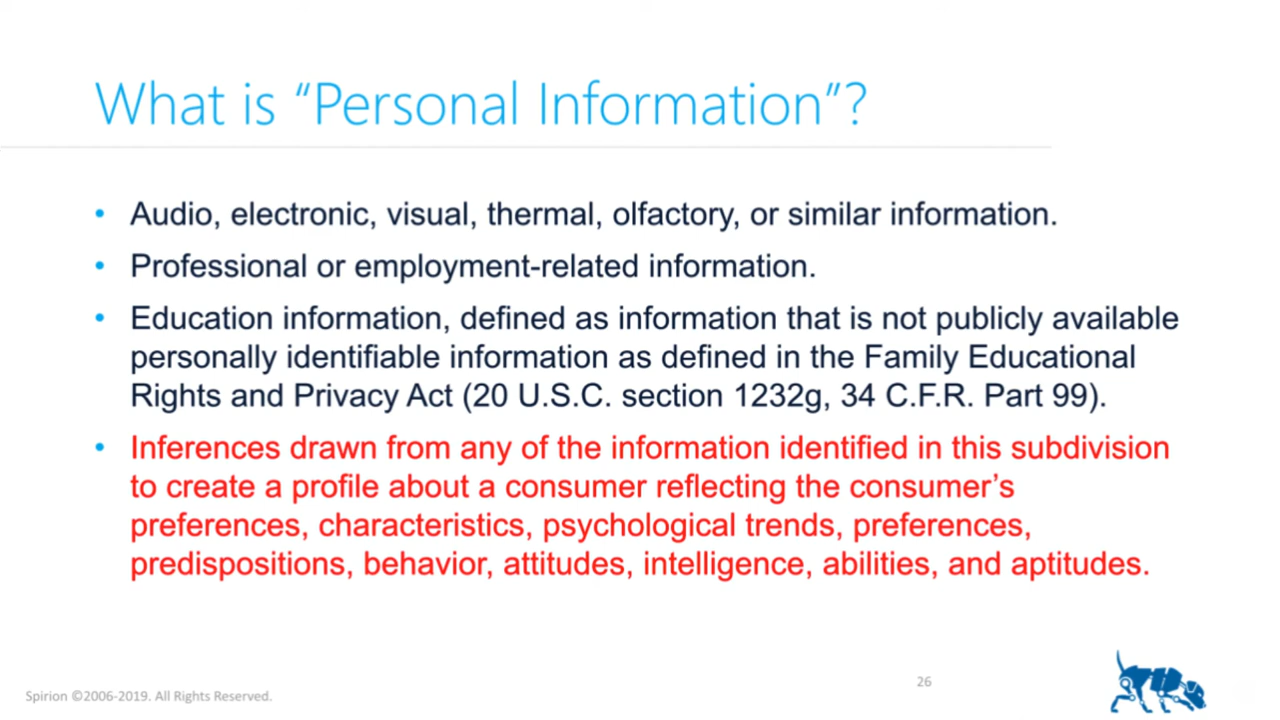 What is “Personal Information”?
• Audio, electronic, visual, thermal, olfactory, or similar information.
• Professional or employment-related information.
• Education information, defined as information that is not publicly available
personally identifiable information as defined in the Family Educational
Rights and Privacy Act (20 U.S.C. section 1232g, 34 C.F.R. Part 99).
• Inferences drawn from any of the information identified in this subdivision
to create a profile about a consumer reflecting the consumer’s
preferences, characteristics, psychological trends, preferences,
predispositions, behavior, attitudes, intelligence, abilities, and aptitudes.
Spirion ©2006-2019. All Rights Reserved.
26